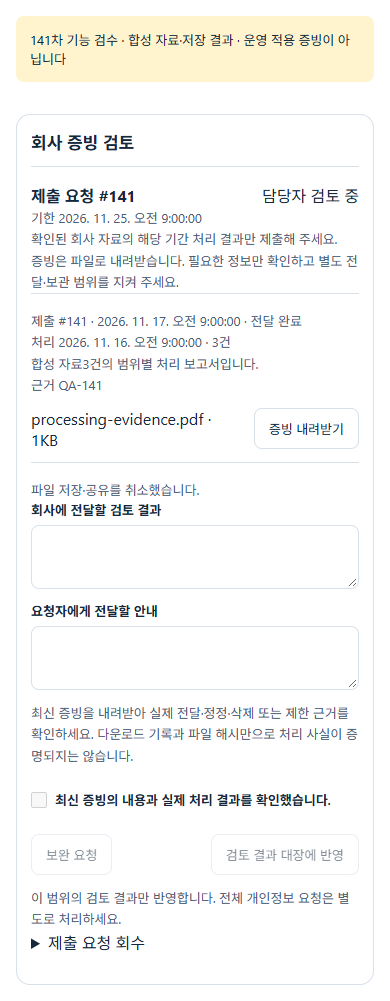 141차 기능 검수 · 합성 자료·저장 결과 · 운영 적용 증빙이 아
닙니다
회사 증빙 검토
제출 요청 #141 담당자 검토 중
기한 2026. 11. 25. 오전 9:00:00
확인된 회사 자료의 해당 기간 처리 결과만 제출해 주세요.
증빙은 파일로 내려받습니다. 필요한 정보만 확인하고 별도 전
달·보관 범위를 지켜 주세요.
제출 #141 · 2026. 11. 17. 오전 9:00:00 · 전달 완료
처리 2026. 11. 16. 오전 9:00:00 · 3건
합성 자료3건의 범위별 처리 보고서입니다.
근거 QA-141
processing-evidence.pdf ·
1KB
증빙 내려받기
파일 저장·공유를 취소했습니다.
회사에 전달할 검토 결과
요청자에게 전달할 안내
최신 증빙을 내려받아 실제 전달·정정·삭제 또는 제한 근거를
확인하세요. 다운로드 기록과 파일 해시만으로 처리 사실이 증
명되지는 않습니다.
최신 증빙의 내용과 실제 처리 결과를 확인했습니다.
보완 요청 검토 결과 대장에 반영
이 범위의 검토 결과만 반영합니다. 전체 개인정보 요청은 별
도로 처리하세요.
▶ 제출 요청 회수